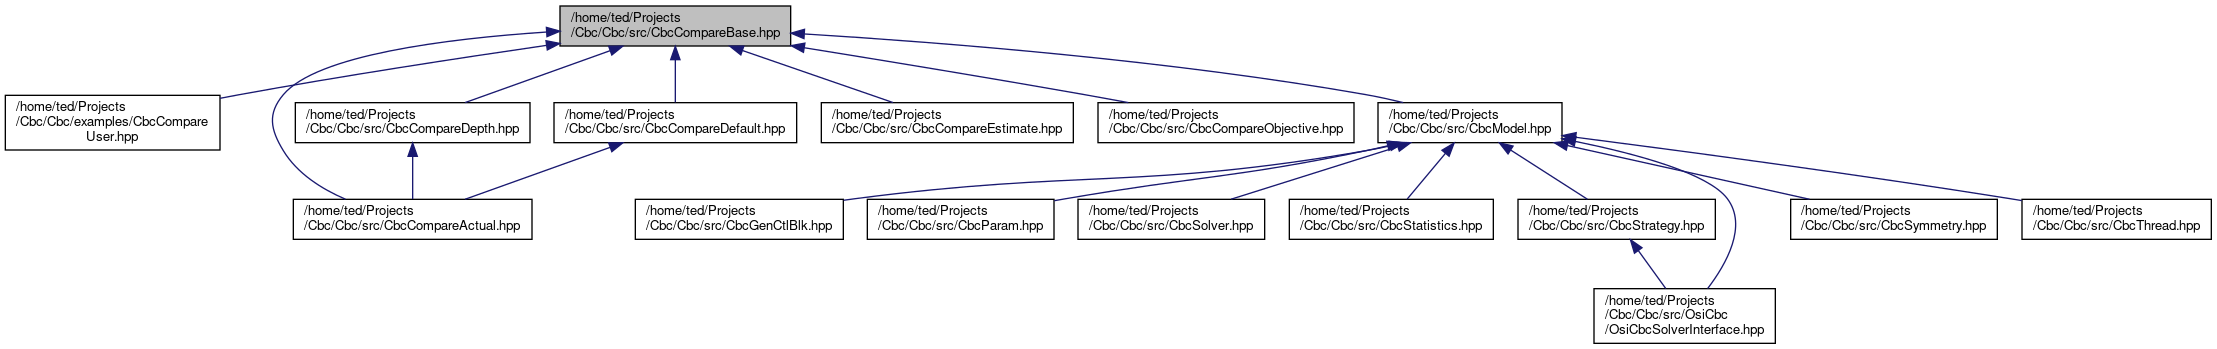 /home/ted/Projects
/Cbc/Cbc/src/CbcCompareBase.hpp
/home/ted/Projects
/Cbc/Cbc/examples/CbcCompare
User.hpp
/home/ted/Projects
/Cbc/Cbc/src/CbcCompareDepth.hpp
/home/ted/Projects
/Cbc/Cbc/src/CbcCompareDefault.hpp
/home/ted/Projects
/Cbc/Cbc/src/CbcCompareEstimate.hpp
/home/ted/Projects
/Cbc/Cbc/src/CbcCompareObjective.hpp
/home/ted/Projects
/Cbc/Cbc/src/CbcModel.hpp
/home/ted/Projects
/Cbc/Cbc/src/CbcCompareActual.hpp
/home/ted/Projects
/Cbc/Cbc/src/CbcGenCtlBlk.hpp
/home/ted/Projects
/Cbc/Cbc/src/CbcParam.hpp
/home/ted/Projects
/Cbc/Cbc/src/CbcSolver.hpp
/home/ted/Projects
/Cbc/Cbc/src/CbcStatistics.hpp
/home/ted/Projects
/Cbc/Cbc/src/CbcStrategy.hpp
/home/ted/Projects
/Cbc/Cbc/src/CbcSymmetry.hpp
/home/ted/Projects
/Cbc/Cbc/src/CbcThread.hpp
/home/ted/Projects
/Cbc/Cbc/src/OsiCbc
/OsiCbcSolverInterface.hpp